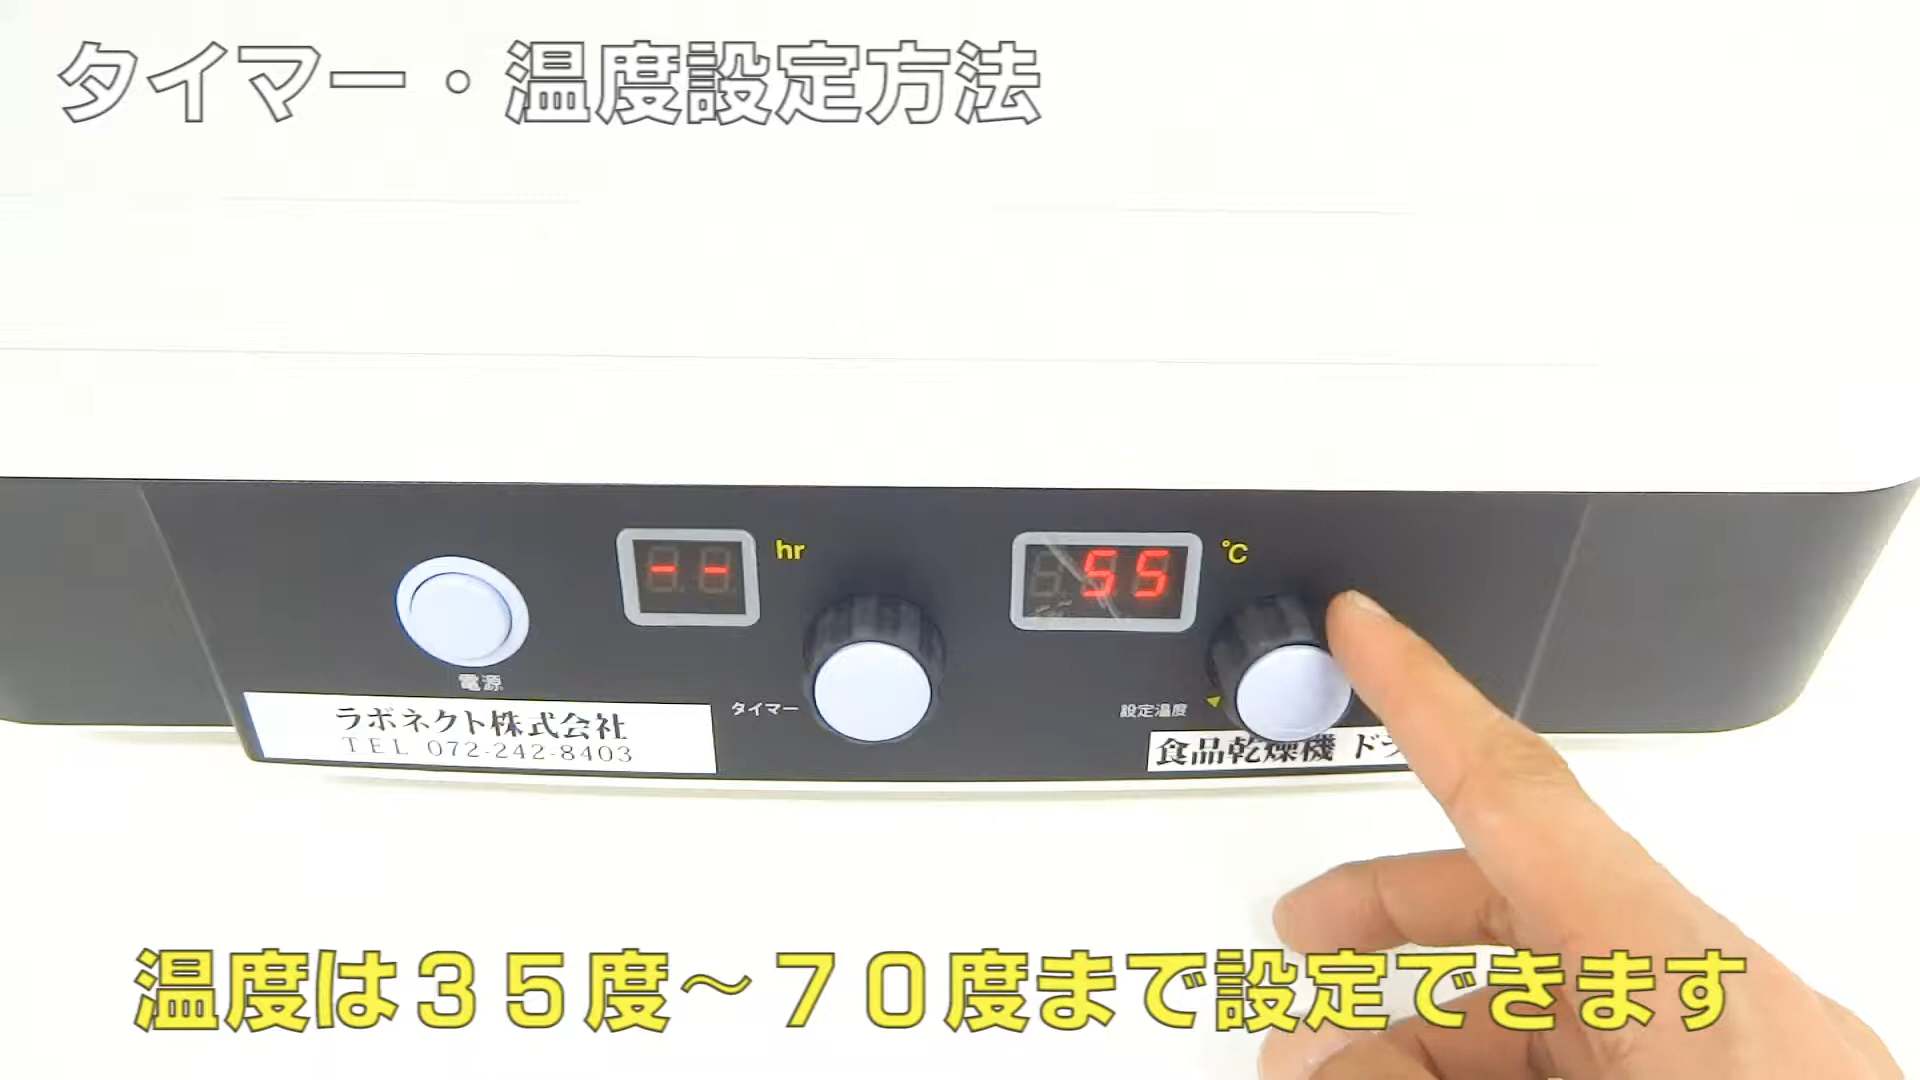 タイマー・温度設定方法
-- hr
55 ℃
電源
タイマー
設定温度
ラボネクト株式会社
TEL 072-242-8403
食品乾燥機 ドラ
温度は35度～70度まで設定できます